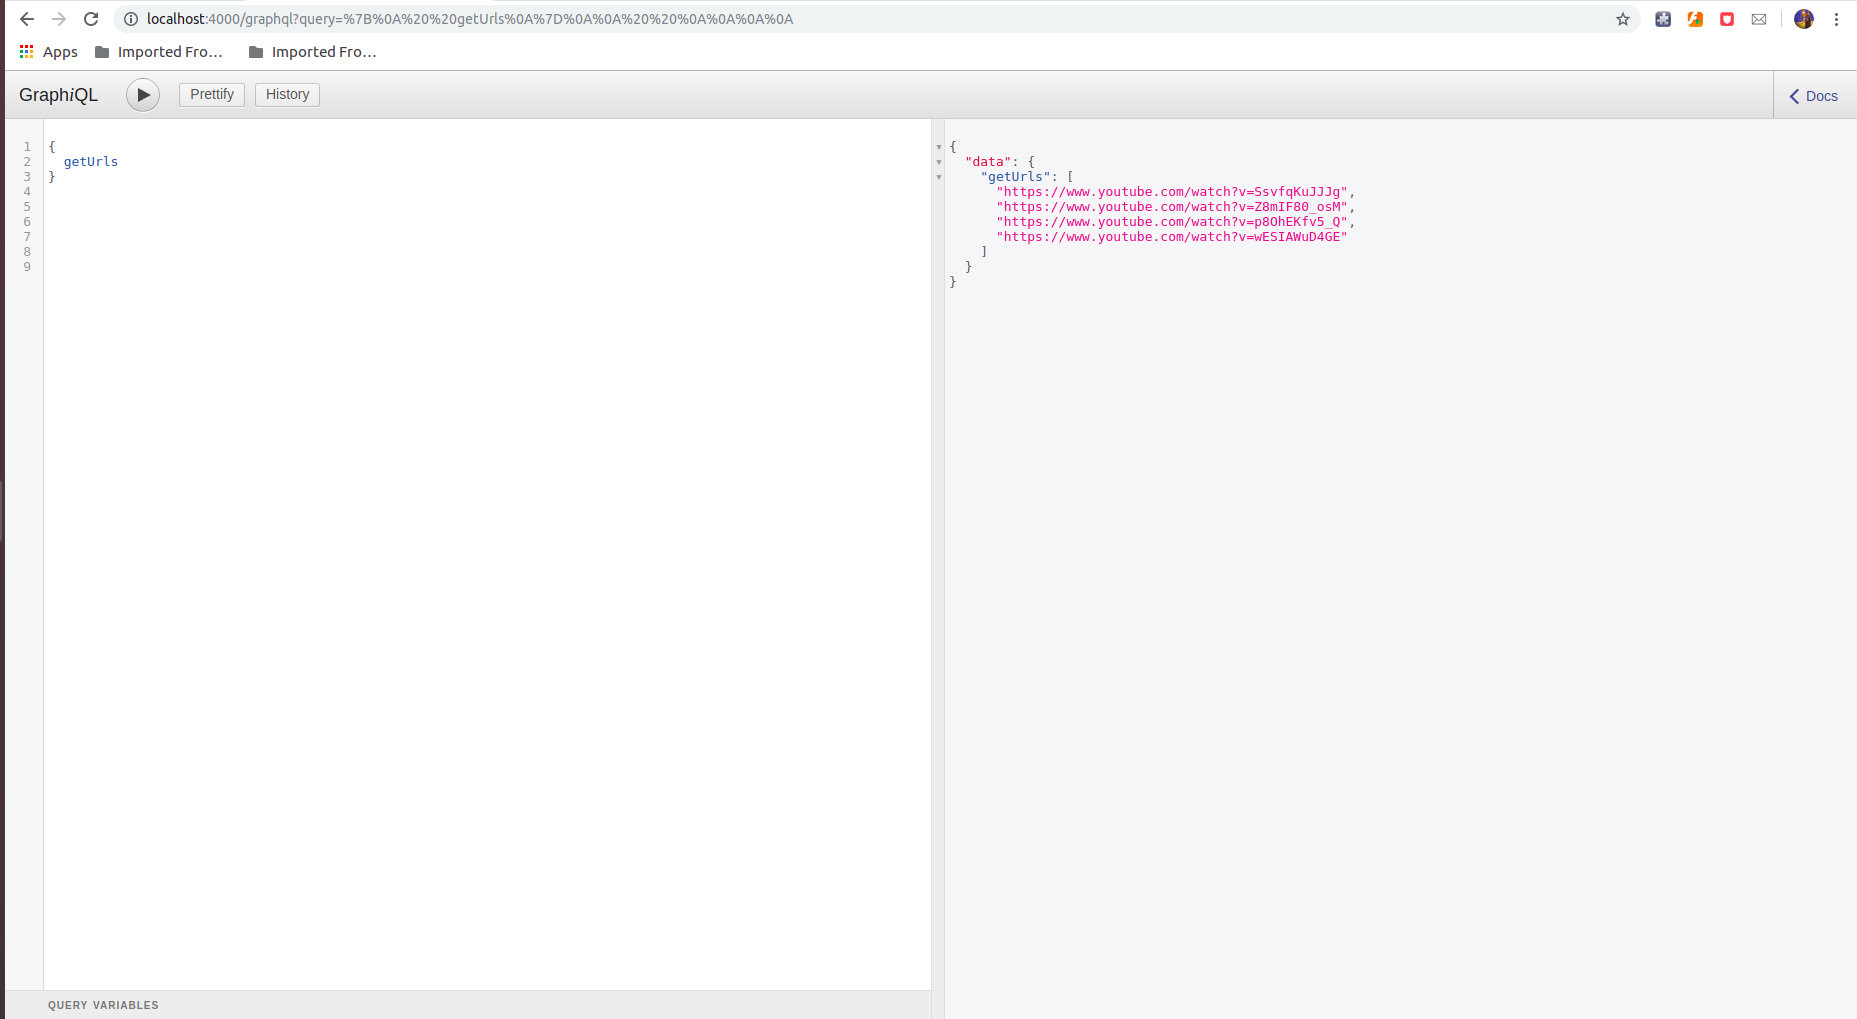 localhost:4000/graphql?query=%7B%0A%20%20getUrls%0A%7D%0A%0A%20%20%0A%0A%0A%0A
Apps Imported Fro... Imported Fro...
GraphiQL Prettify History Docs
1 {
2 getUrls
3 }
4
5
6
7
8
9
{
"data": {
"getUrls": [
"https://www.youtube.com/watch?v=SsvfqKuJJJg",
"https://www.youtube.com/watch?v=Z8mIF80_osM",
"https://www.youtube.com/watch?v=p8OhEKfv5_Q",
"https://www.youtube.com/watch?v=wESIAWuD4GE"
]
}
}
QUERY VARIABLES